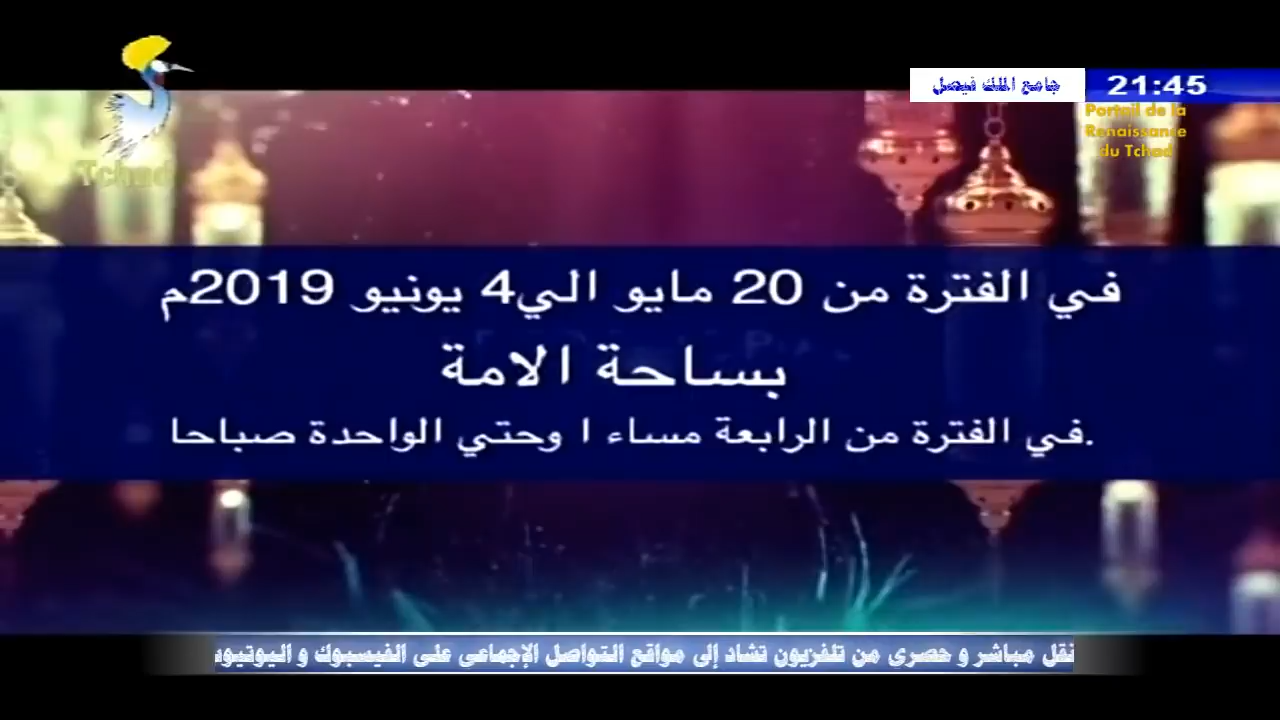 Tchad
جامع الملك فيصل
21:45
Portail de la
Renaissance
du Tchad
في الفترة من 20 مايو الي4 يونيو 2019م
بساحة الامة
في الفترة من الرابعة مساء ا وحتي الواحدة صباحا.
نقل مباشر و حصرى من تلفزيون تشاد إلى مواقع التواصل الإجماعى على الفيسبوك و اليوتيوب